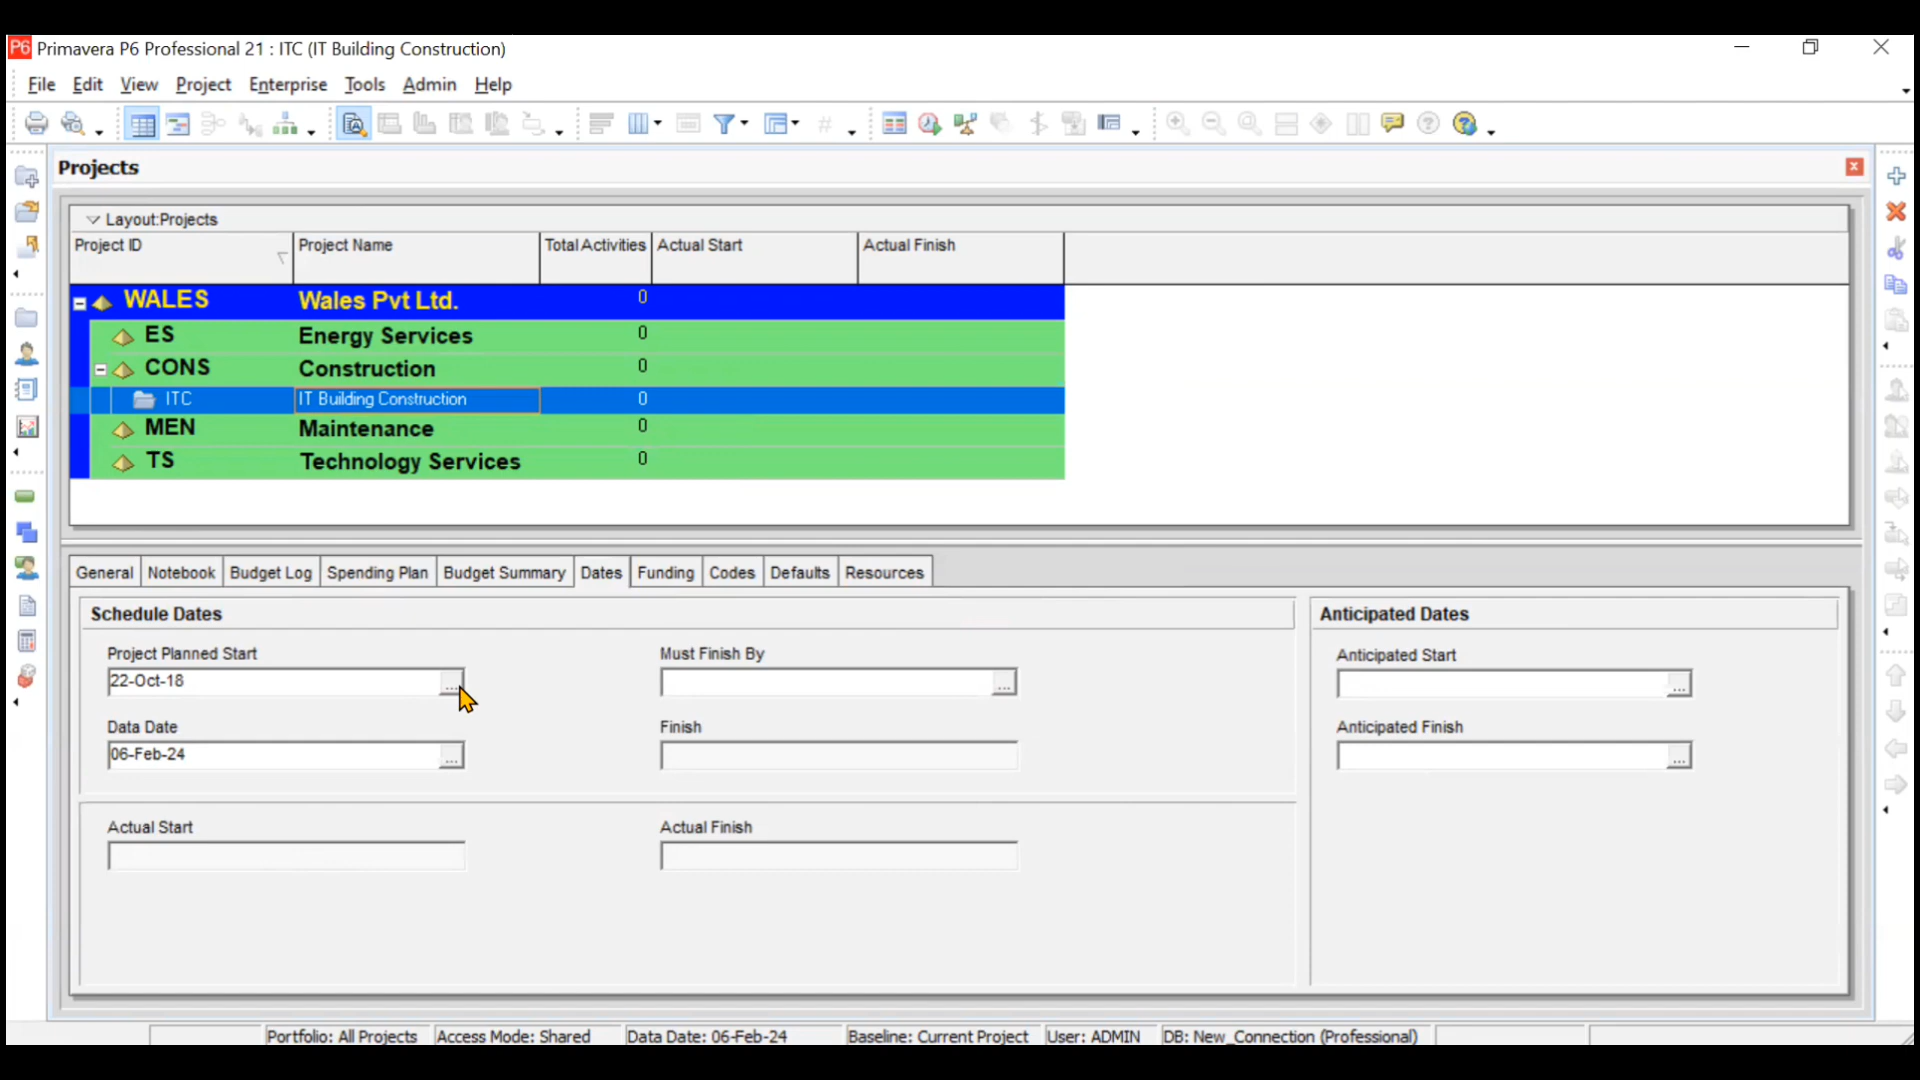 P6 Primavera P6 Professional 21 : ITC (IT Building Construction)
File Edit View Project Enterprise Tools Admin Help
Projects
Layout:Projects
Project ID Project Name Total Activities Actual Start Actual Finish
WALES Wales Pvt Ltd. 0
ES Energy Services 0
CONS Construction 0
ITC IT Building Construction 0
MEN Maintenance 0
TS Technology Services 0
General Notebook Budget Log Spending Plan Budget Summary Dates Funding Codes Defaults Resources
Schedule Dates
Project Planned Start
22-Oct-18 ...
Must Finish By
...
Data Date
06-Feb-24 ...
Finish
Actual Start
Actual Finish
Anticipated Dates
Anticipated Start
...
Anticipated Finish
...
Portfolio: All Projects Access Mode: Shared Data Date: 06-Feb-24 Baseline: Current Project User: ADMIN DB: New_Connection (Professional)